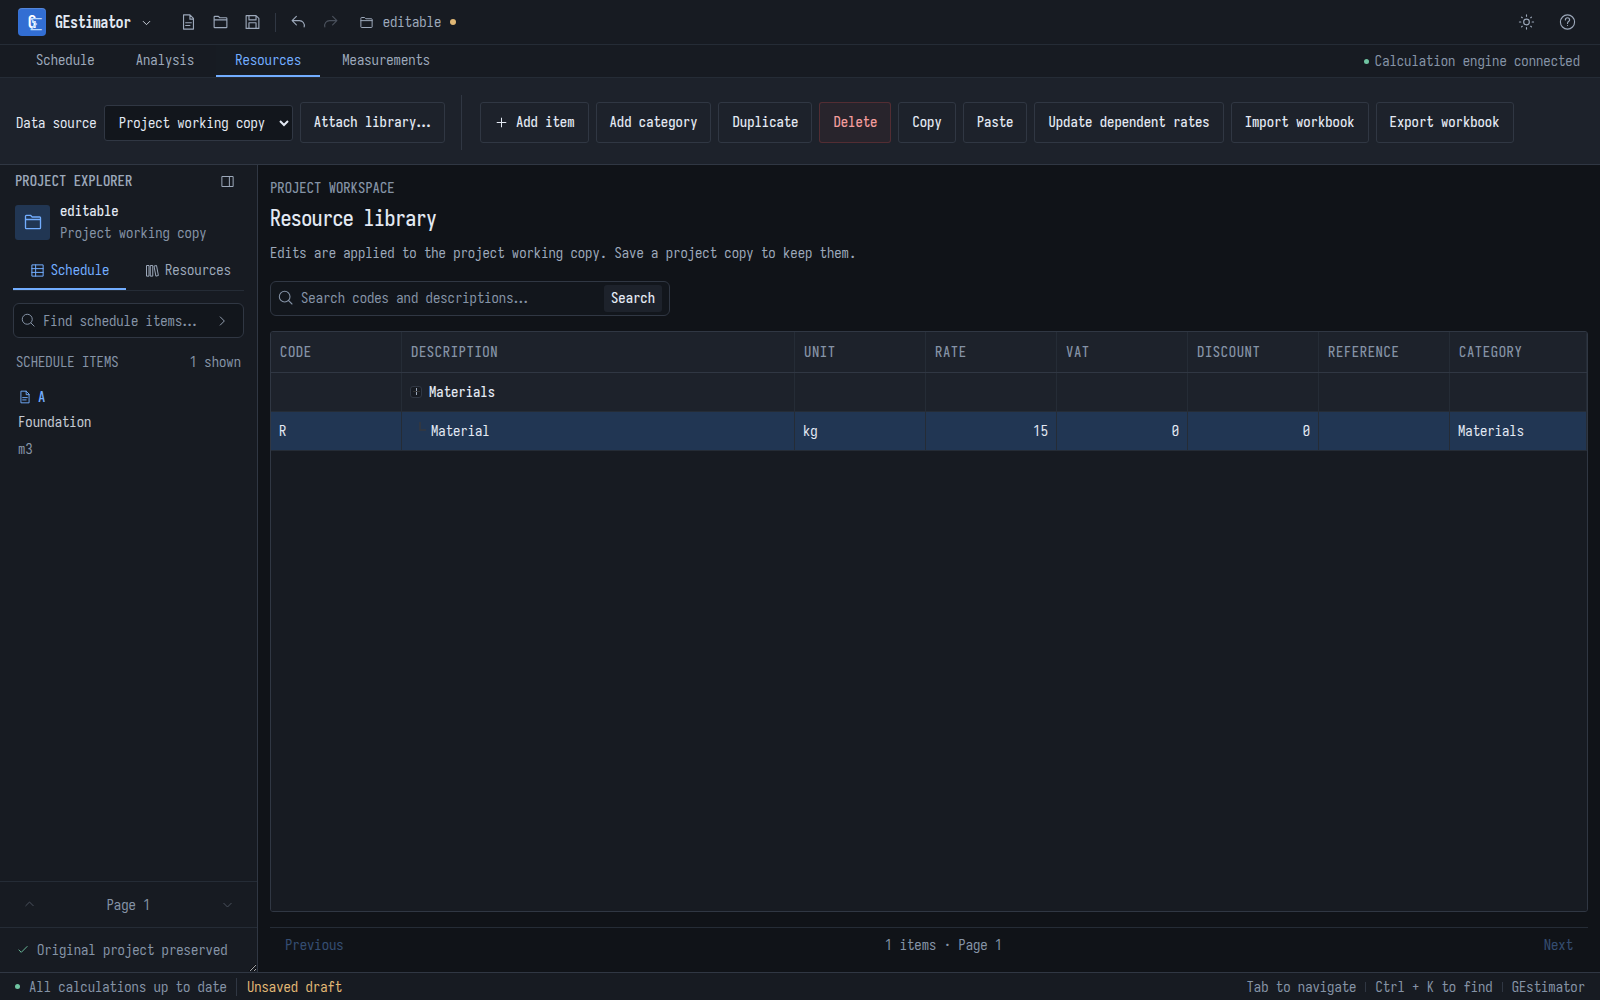 GEstimator
editable
Schedule Analysis Resources Measurements
Calculation engine connected
Data source Project working copy Attach library... Add item Add category Duplicate Delete Copy Paste Update dependent rates Import workbook Export workbook
PROJECT EXPLORER
editable
Project working copy
Schedule Resources
Find schedule items...
SCHEDULE ITEMS 1 shown
A
Foundation
m3
Page 1
Original project preserved
PROJECT WORKSPACE
Resource library
Edits are applied to the project working copy. Save a project copy to keep them.
Search codes and descriptions... Search
CODE DESCRIPTION UNIT RATE VAT DISCOUNT REFERENCE CATEGORY
Materials
R Material kg 15 0 0 Materials
Previous 1 items · Page 1 Next
All calculations up to date Unsaved draft Tab to navigate Ctrl + K to find GEstimator